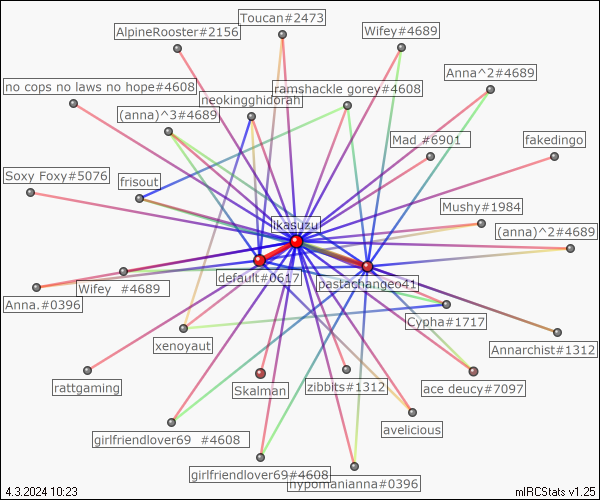 Toucan#2473
AlpineRooster#2156
Wifey#4689
Anna^2#4689
no cops no laws no hope#4608
ramshackle gorey#4608
neokingghidorah
(anna)^3#4689
Mad #6901
fakedingo
Soxy Foxy#5076
frisout
Mushy#1984
ikasuzu
(anna)^2#4689
default#0617
pastachangeo41
Wifey #4689
Anna.#0396
Cypha#1717
xenoyaut
Annarchist#1312
rattgaming
Skalman
zibbits#1312
ace deucy#7097
avelicious
girlfriendlover69 #4608
girlfriendlover69#4608
hypomanianna#0396
4.3.2024 10:23
mIRCStats v1.25